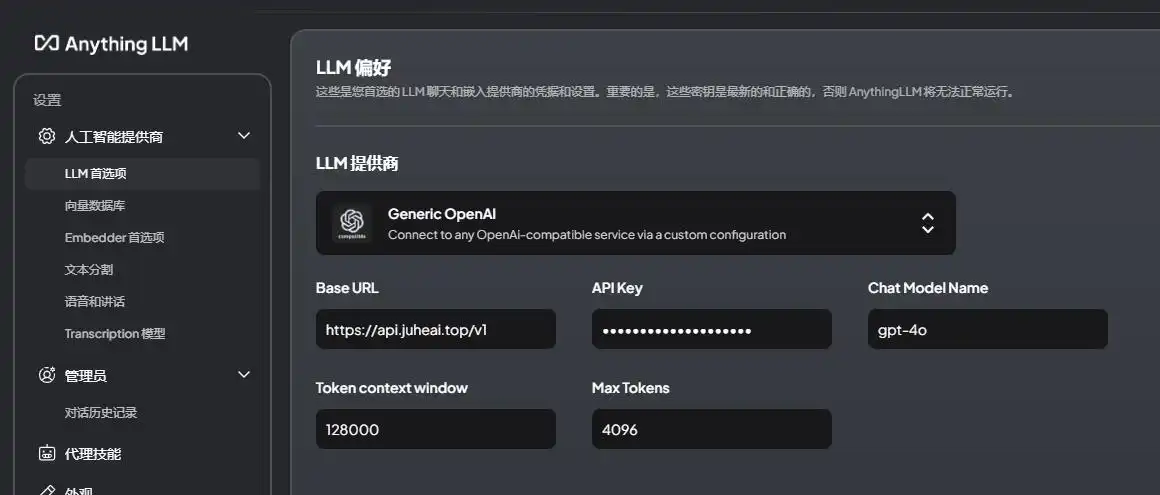 Anything LLM
设置
人工智能提供商
LLM 首选项
向量数据库
Embedder 首选项
文本分割
语音和讲话
Transcription 模型
管理员
对话历史记录
代理技能
外观
LLM 偏好
这些是您首选的 LLM 聊天和嵌入提供商的凭据和设置。重要的是，这些密钥是最新的和正确的，否则 AnythingLLM 将无法正常运行。
LLM 提供商
Generic OpenAI
Connect to any OpenAi-compatible service via a custom configuration
Base URL
https://api.juheai.top/v1
API Key
••••••••••••••••••••
Chat Model Name
gpt-4o
Token context window
128000
Max Tokens
4096